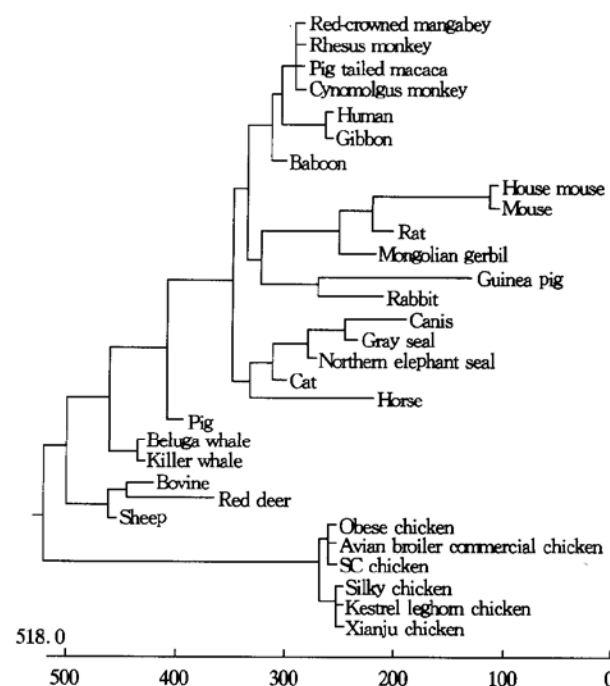 Red-crowned mangabey
Rhesus monkey
Pig tailed macaca
Cynomolgus monkey
Human
Gibbon
Baboon
House mouse
Mouse
Rat
Mongolian gerbil
Guinea pig
Rabbit
Canis
Gray seal
Northern elephant seal
Cat
Horse
Pig
Beluga whale
Killer whale
Bovine
Red deer
Sheep
Obese chicken
Avian broiler commercial chicken
SC chicken
Silky chicken
Kestrel leghorn chicken
Xianju chicken
518. 0
500 400 300 200 100 0